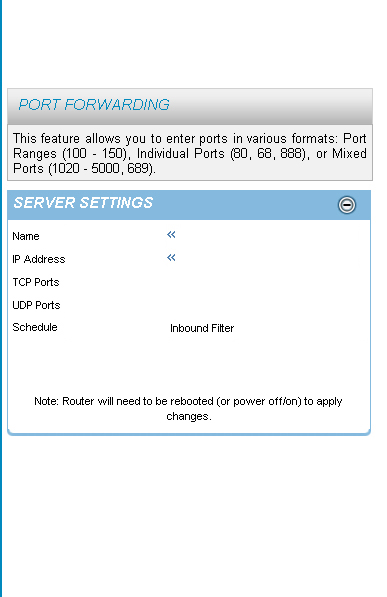 PORT FORWARDING
This feature allows you to enter ports in various formats: Port
Ranges (100 - 150), Individual Ports (80, 68, 888), or Mixed
Ports (1020 - 5000, 689).
SERVER SETTINGS
Name «
IP Address «
TCP Ports
UDP Ports
Schedule Inbound Filter
Note: Router will need to be rebooted (or power off/on) to apply
changes.